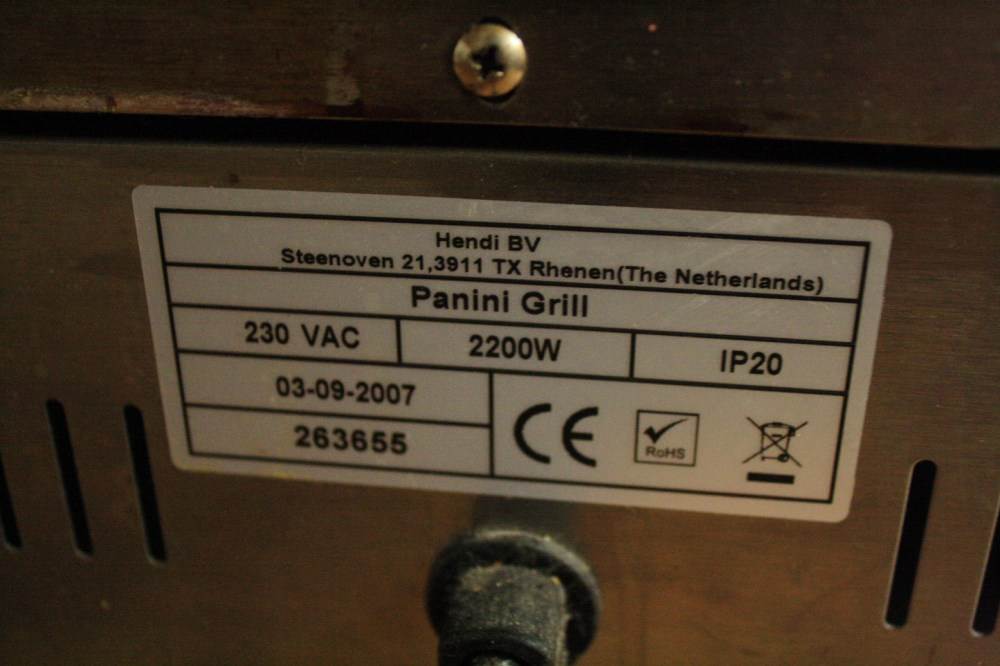 Hendi BV
Steenoven 21,3911 TX Rhenen(The Netherlands)
Panini Grill
230 VAC 2200W IP20
03-09-2007
263655
CE
RoHS